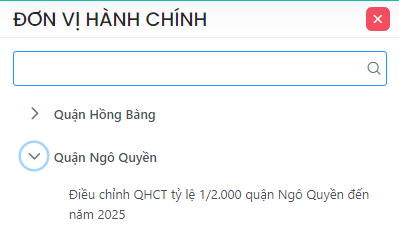 ĐƠN VỊ HÀNH CHÍNH
Quận Hồng Bàng
Quận Ngô Quyền
Điều chỉnh QHCT tỷ lệ 1/2.000 quận Ngô Quyền đến
năm 2025